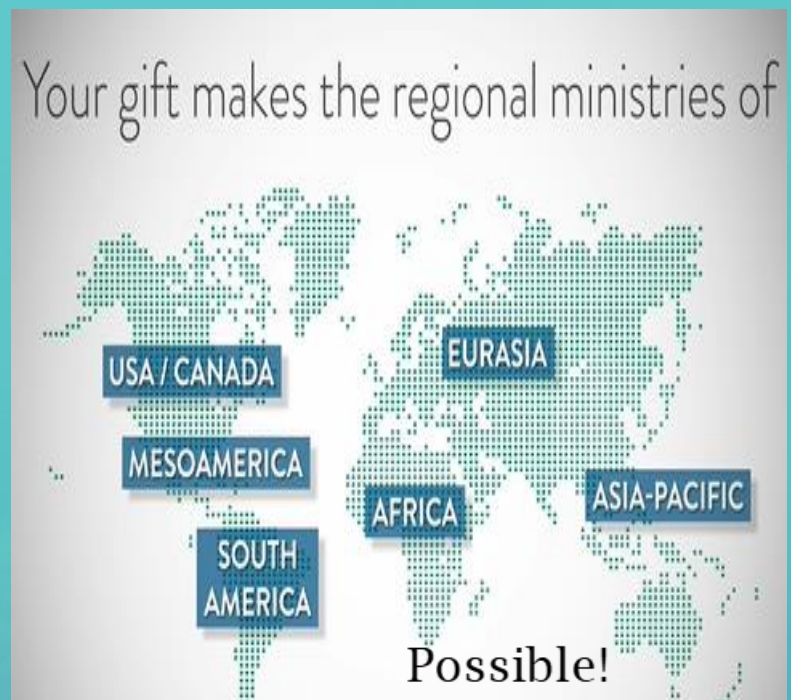 Your gift makes the regional ministries of
USA / CANADA
EURASIA
MESOAMERICA
AFRICA
ASIA-PACIFIC
SOUTH
AMERICA
Possible!